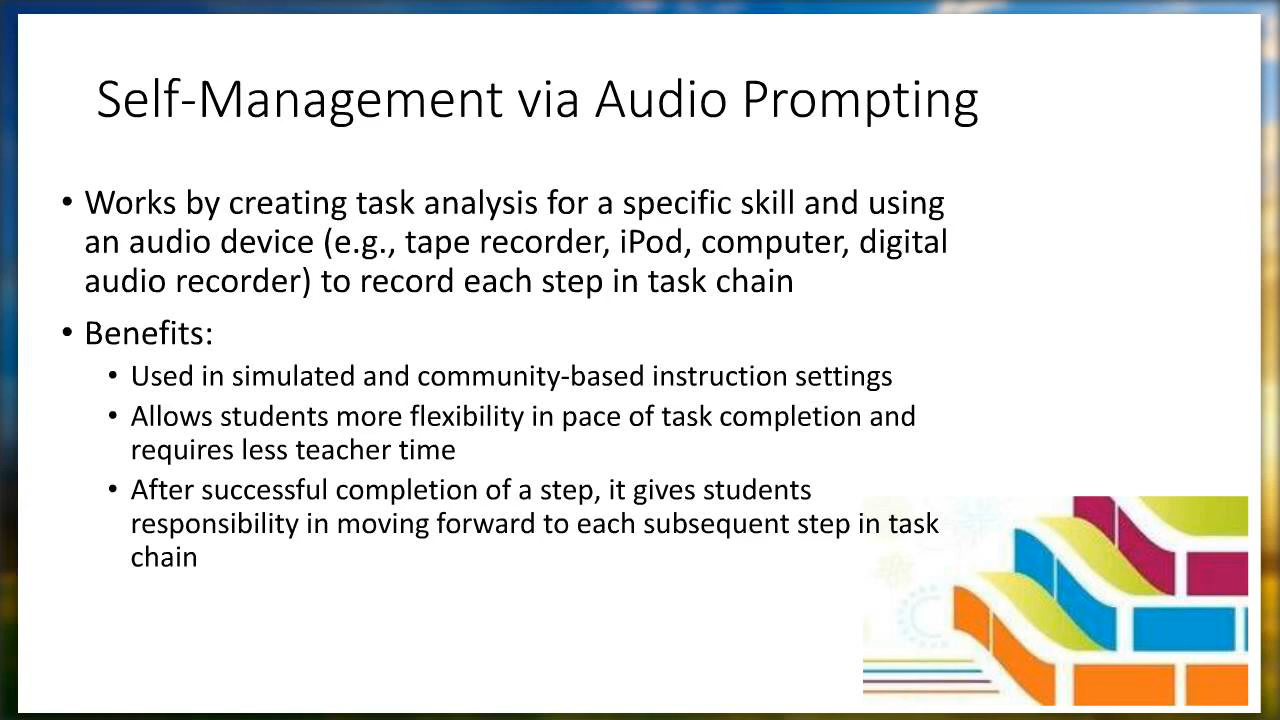 Self-Management via Audio Prompting
• Works by creating task analysis for a specific skill and using
an audio device (e.g., tape recorder, iPod, computer, digital
audio recorder) to record each step in task chain
• Benefits:
• Used in simulated and community-based instruction settings
• Allows students more flexibility in pace of task completion and
requires less teacher time
• After successful completion of a step, it gives students
responsibility in moving forward to each subsequent step in task
chain